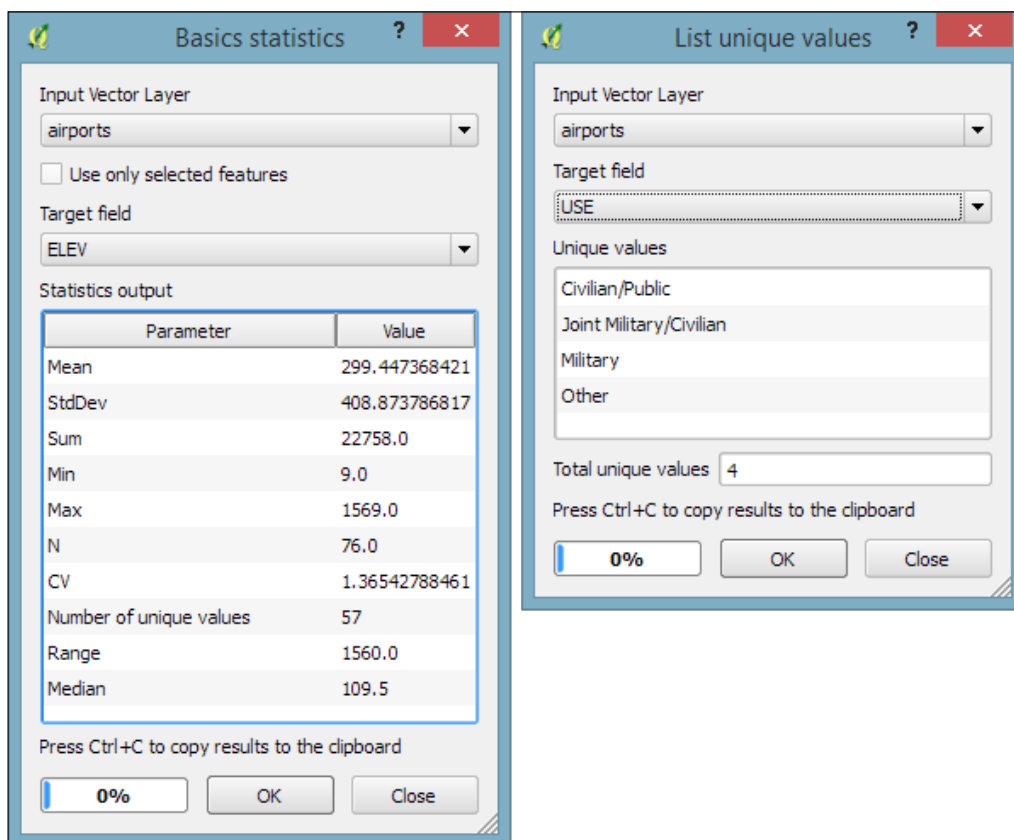 Basics statistics ? ×
Input Vector Layer
airports
Use only selected features
Target field
ELEV
Statistics output
Parameter Value
Mean 299.447368421
StdDev 408.873786817
Sum 22758.0
Min 9.0
Max 1569.0
N 76.0
CV 1.36542788461
Number of unique values 57
Range 1560.0
Median 109.5
Press Ctrl+C to copy results to the clipboard
0% OK Close
List unique values ? ×
Input Vector Layer
airports
Target field
USE
Unique values
Civilian/Public
Joint Military/Civilian
Military
Other
Total unique values 4
Press Ctrl+C to copy results to the clipboard
0% OK Close